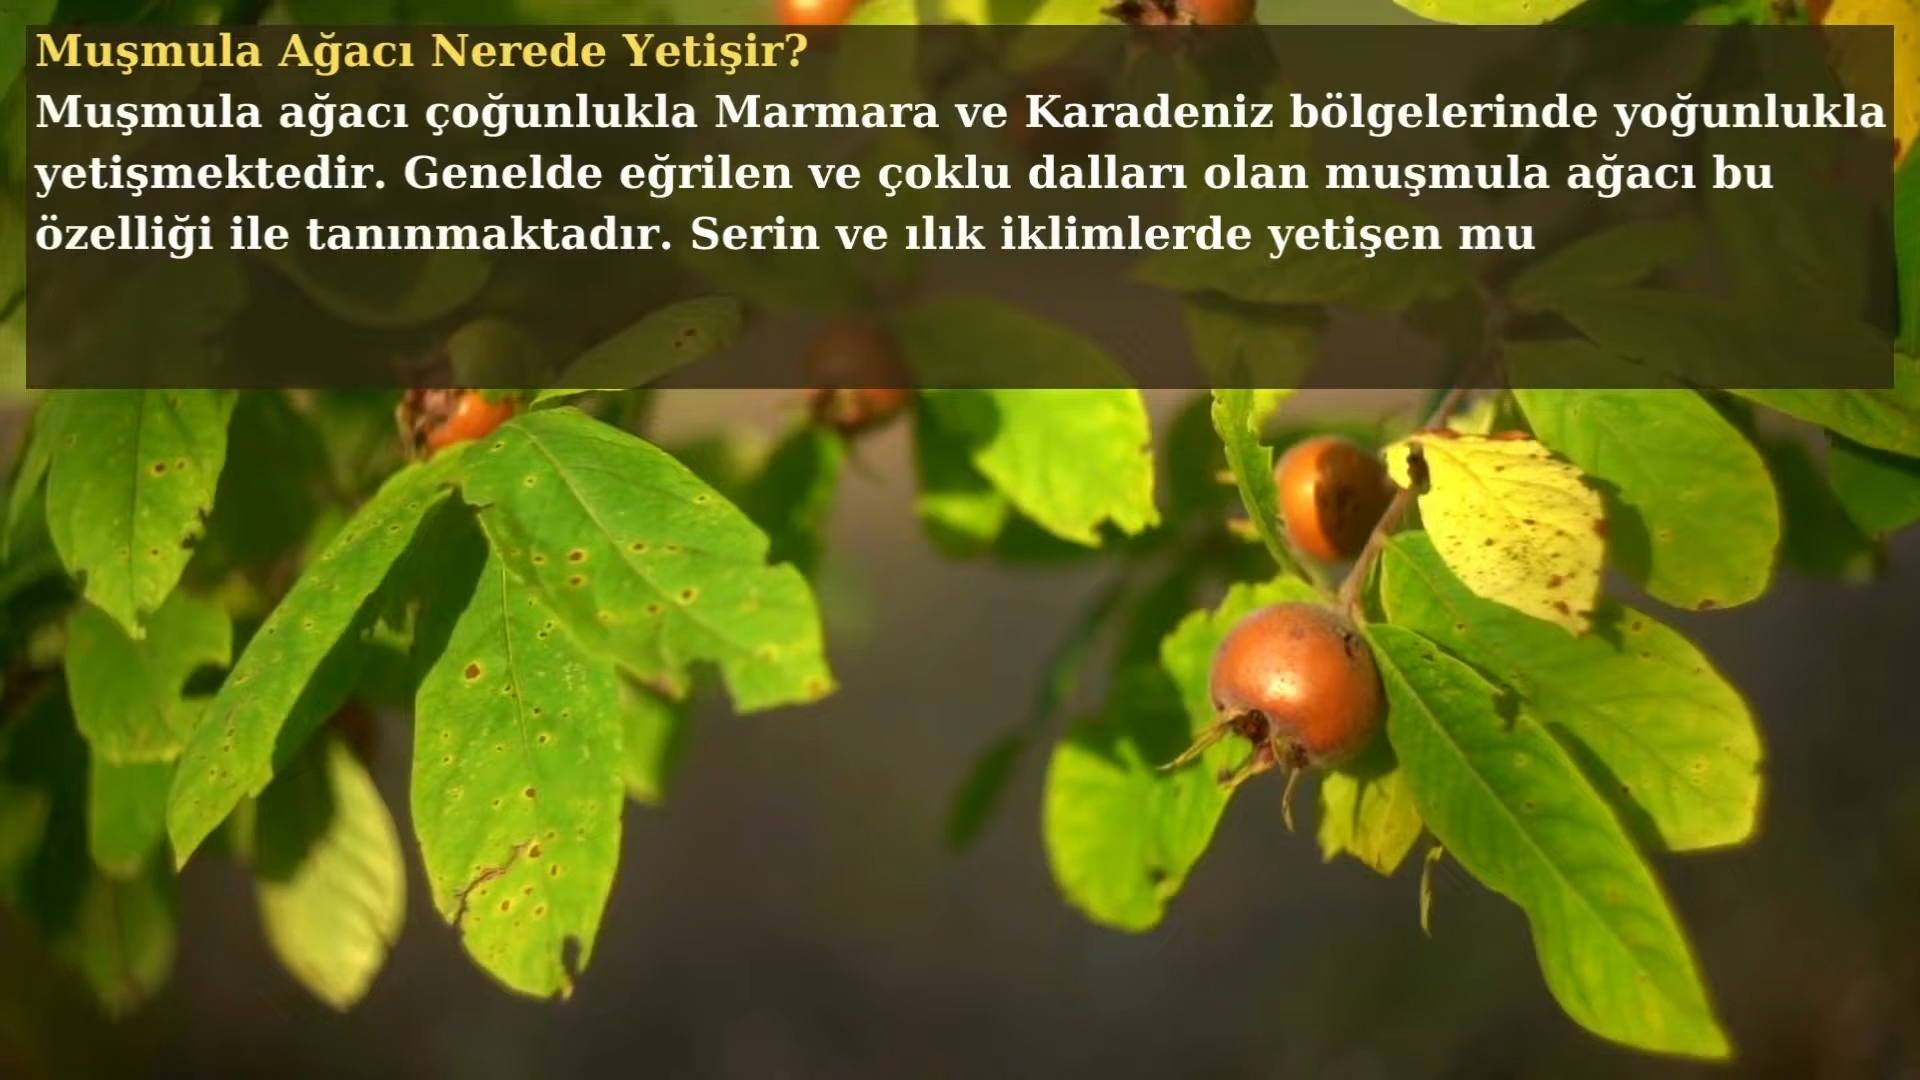 Muşmula Ağacı Nerede Yetişir?
Muşmula ağacı çoğunlukla Marmara ve Karadeniz bölgelerinde yoğunlukla
yetişmektedir. Genelde eğrilen ve çoklu dalları olan muşmula ağacı bu
özelliği ile tanınmaktadır. Serin ve ılık iklimlerde yetişen mu